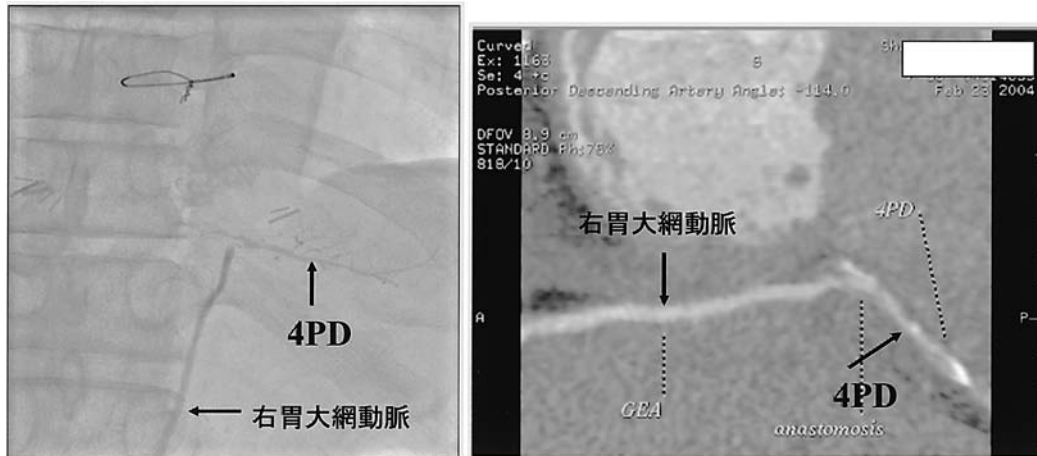 4PD
右胃大網動脈
Curved
Ex: 1163
Se: 4 +c
Posterior Descending Artery Angle: -114.0
S
Feb 23 2004
DFOV 8.9 cm
STANDARD Ph:76%
818/10
右胃大網動脈
4PD
A
P
GEA
4PD
anastomosis